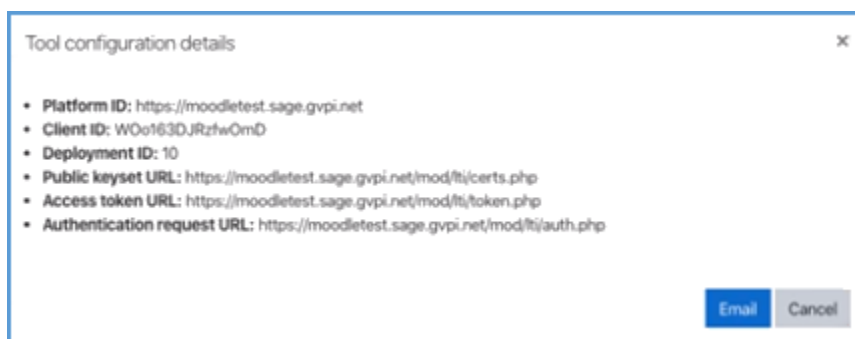 Tool configuration details
×
• Platform ID: https://moodletest.sage.gvpi.net
• Client ID: WOo163DJRzfwOmD
• Deployment ID: 10
• Public keyset URL: https://moodletest.sage.gvpi.net/mod/lti/certs.php
• Access token URL: https://moodletest.sage.gvpi.net/mod/lti/token.php
• Authentication request URL: https://moodletest.sage.gvpi.net/mod/lti/auth.php
Email Cancel